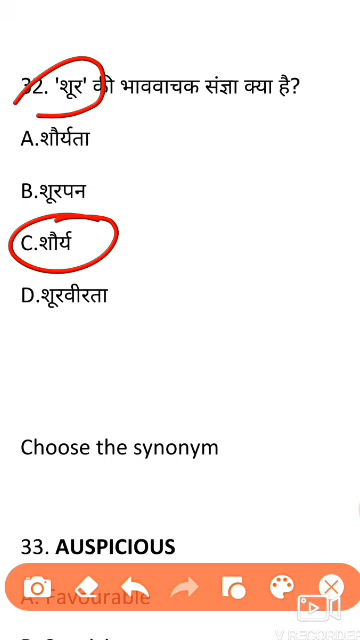 32. 'शूर' की भाववाचक संज्ञा क्या है?
A.शौर्यता
B.शूरपन
C.शौर्य
D.शूरवीरता
Choose the synonym
33. AUSPICIOUS
A. Favourable
V RECORDER